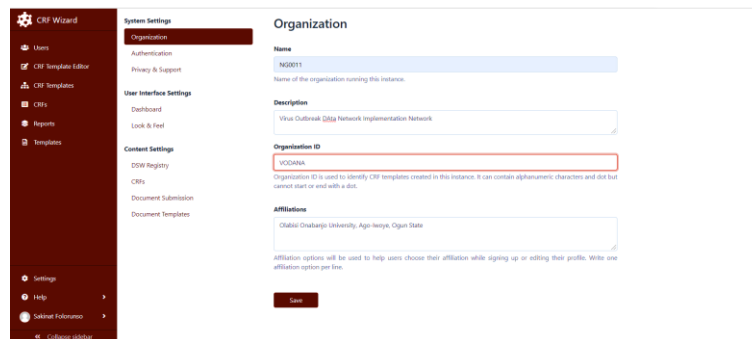 CRF Wizard
Users
CRF Template Editor
CRF Templates
CRFs
Reports
Templates
Settings
Help
Sakinat Folorunso
Collapse sidebar
System Settings
Organization
Authentication
Privacy & Support
User Interface Settings
Dashboard
Look & Feel
Content Settings
DSW Registry
CRFs
Document Submission
Document Templates
Organization
Name
NG0011
Name of the organization running this instance.
Description
Virus Outbreak DAta Network Implementation Network
Organization ID
VODANA
Organization ID is used to identify CRF templates created in this instance. It can contain alphanumeric characters and dot but
cannot start or end with a dot.
Affiliations
Olabisi Onabanjo University, Ago-Iwoye, Ogun State
Affiliation options will be used to help users choose their affiliation while signing up or editing their profile. Write one
affiliation option per line.
Save